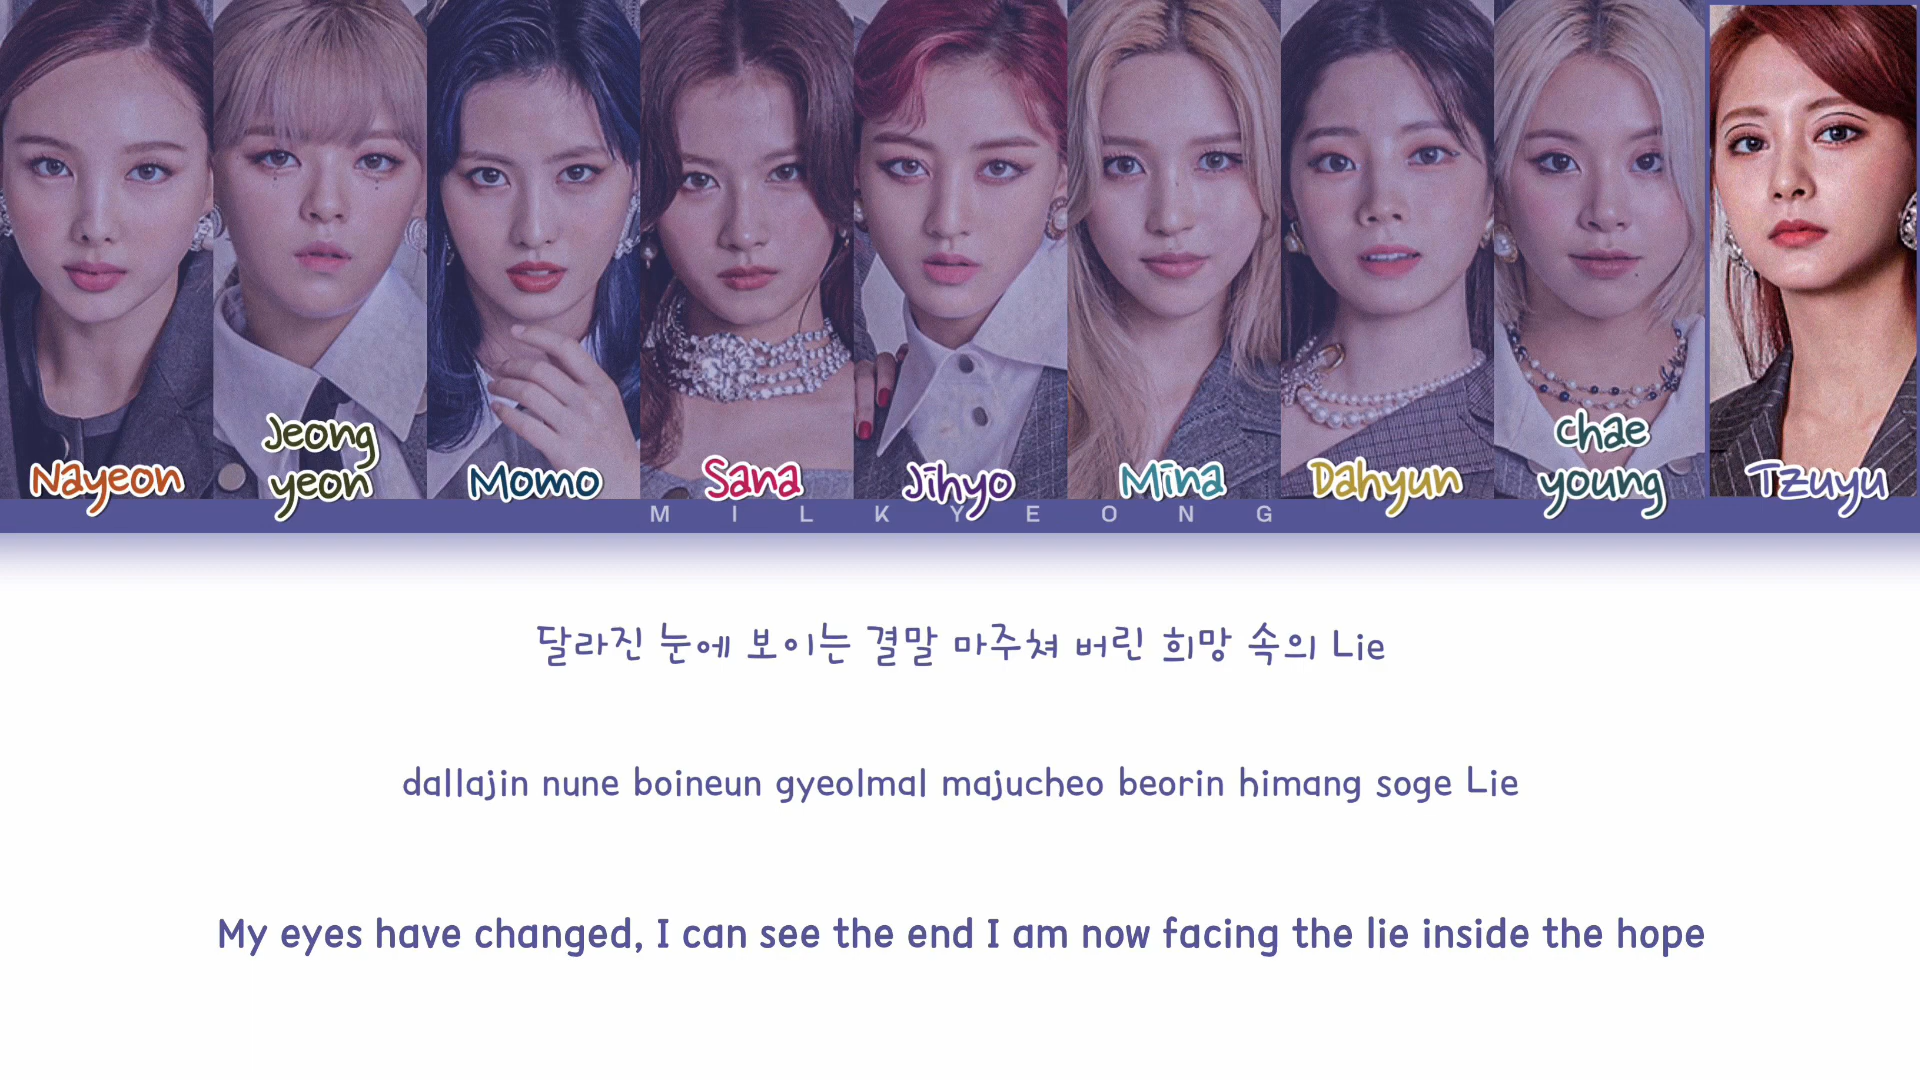 Nayeon
Jeong
yeon
Momo
Sana
Jihyo
Mina
Dahyun
chae
young
Tzuyu
MILKYEONG
달라진 눈에 보이는 결말 마주쳐 버린 희망 속의 Lie
dallajin nune boineun gyeolmal majucheo beorin himang soge Lie
My eyes have changed, I can see the end I am now facing the lie inside the hope